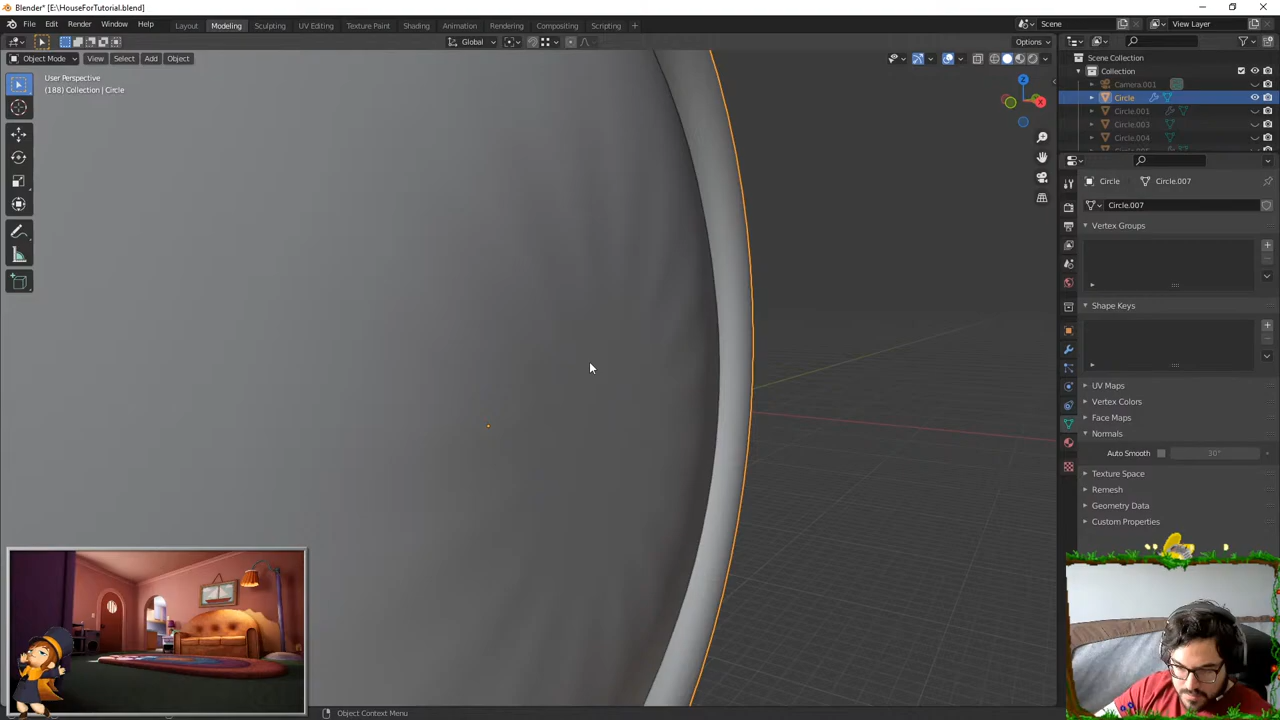 Blender* [E:\HouseForTutorial.blend]
File Edit Render Window Help Layout Modeling Sculpting UV Editing Texture Paint Shading Animation Rendering Compositing Scripting + Scene View Layer
Global Options
Object Mode View Select Add Object
User Perspective
(188) Collection | Circle
Z
X
Scene Collection
Collection
Camera.001
Circle
Circle.001
Circle.003
Circle.004
Circle Circle.007
Circle.007
Vertex Groups
Shape Keys
UV Maps
Vertex Colors
Face Maps
Normals
Auto Smooth 30°
Texture Space
Remesh
Geometry Data
Custom Properties
Object Context Menu